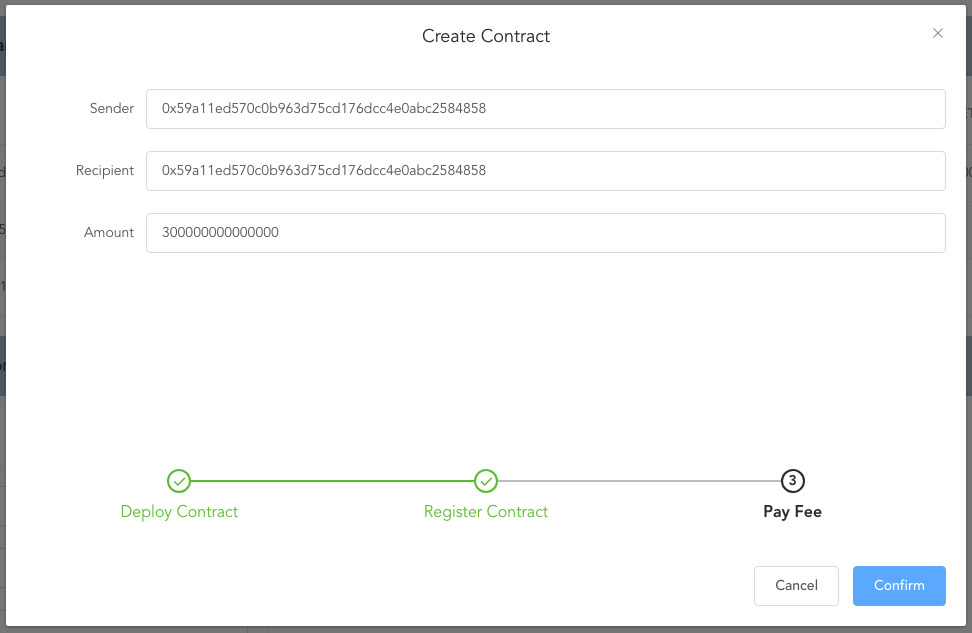 Create Contract
Sender 0x59a11ed570c0b963d75cd176dcc4e0abc2584858
Recipient 0x59a11ed570c0b963d75cd176dcc4e0abc2584858
Amount 300000000000000
3
Deploy Contract Register Contract Pay Fee
Cancel Confirm